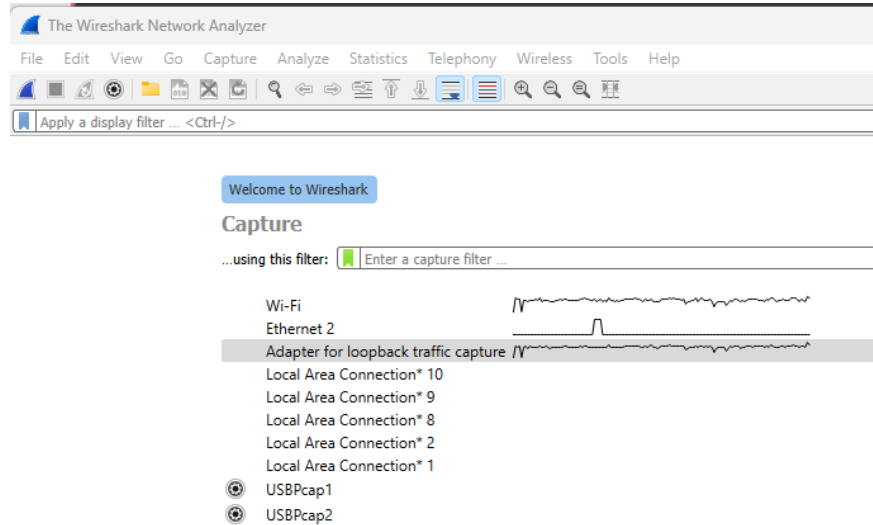 The Wireshark Network Analyzer
File Edit View Go Capture Analyze Statistics Telephony Wireless Tools Help
Apply a display filter ... <Ctrl-/>
Welcome to Wireshark
Capture
...using this filter: Enter a capture filter ...
Wi-Fi
Ethernet 2
Adapter for loopback traffic capture
Local Area Connection* 10
Local Area Connection* 9
Local Area Connection* 8
Local Area Connection* 2
Local Area Connection* 1
USBPcap1
USBPcap2